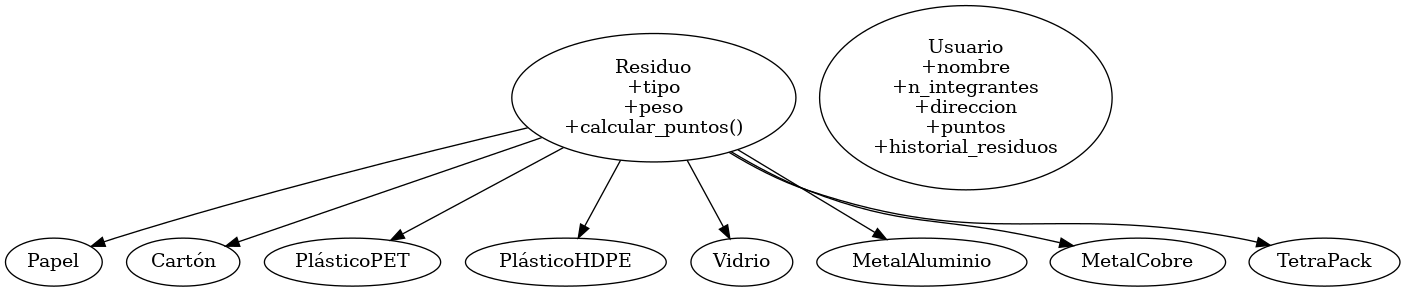 Residuo
+tipo
+peso
+calcular_puntos()
Usuario
+nombre
+n_integrantes
+direccion
+puntos
+historial_residuos
Papel
Cartón
PlásticoPET
PlásticoHDPE
Vidrio
MetalAluminio
MetalCobre
TetraPack